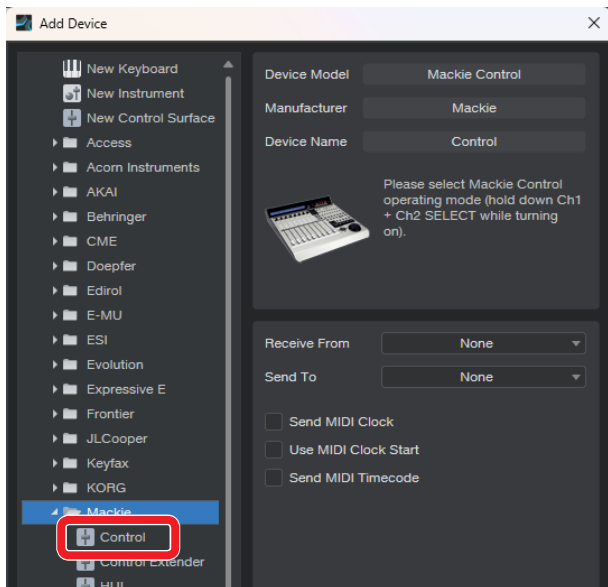 Add Device
New Keyboard
New Instrument
New Control Surface
Access
Acorn Instruments
AKAI
Behringer
CME
Doepfer
Edirol
E-MU
ESI
Evolution
Expressive E
Frontier
JLCooper
Keyfax
KORG
Mackie
Control
Control Extender
HUI
Device Model
Mackie Control
Manufacturer
Mackie
Device Name
Control
Please select Mackie Control
operating mode (hold down Ch1
+ Ch2 SELECT while turning
on).
Receive From
None
Send To
None
Send MIDI Clock
Use MIDI Clock Start
Send MIDI Timecode